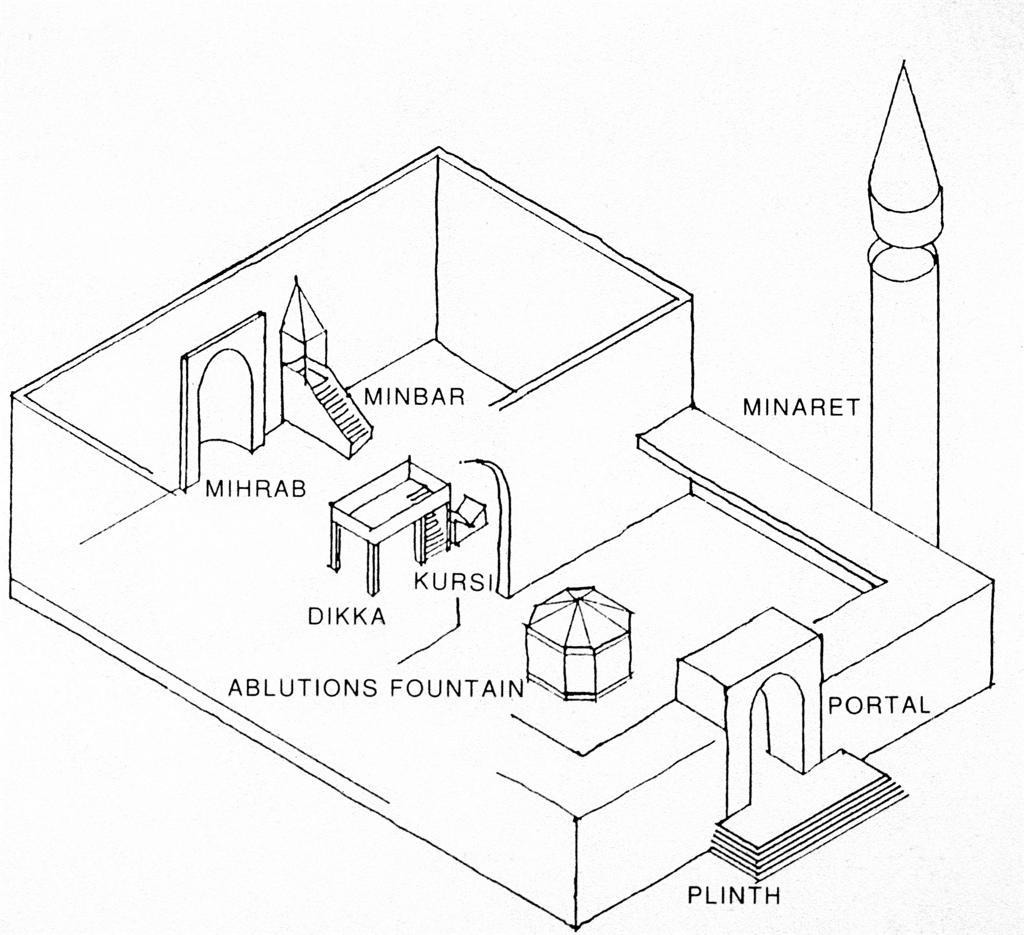 MINBAR
MINARET
MIHRAB
KURSI
DIKKA
ABLUTIONS FOUNTAIN
PORTAL
PLINTH